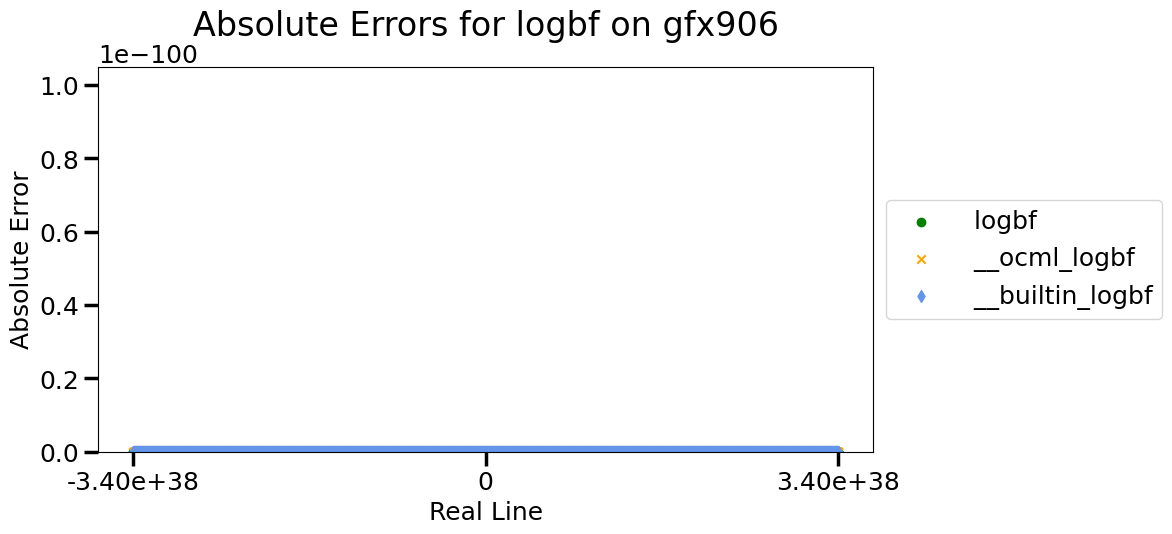 Absolute Errors for logbf on gfx906
1e−100
1.0
0.8
0.6
0.4
0.2
0.0
Absolute Error
-3.40e+38
0
3.40e+38
Real Line
logbf
__ocml_logbf
__builtin_logbf